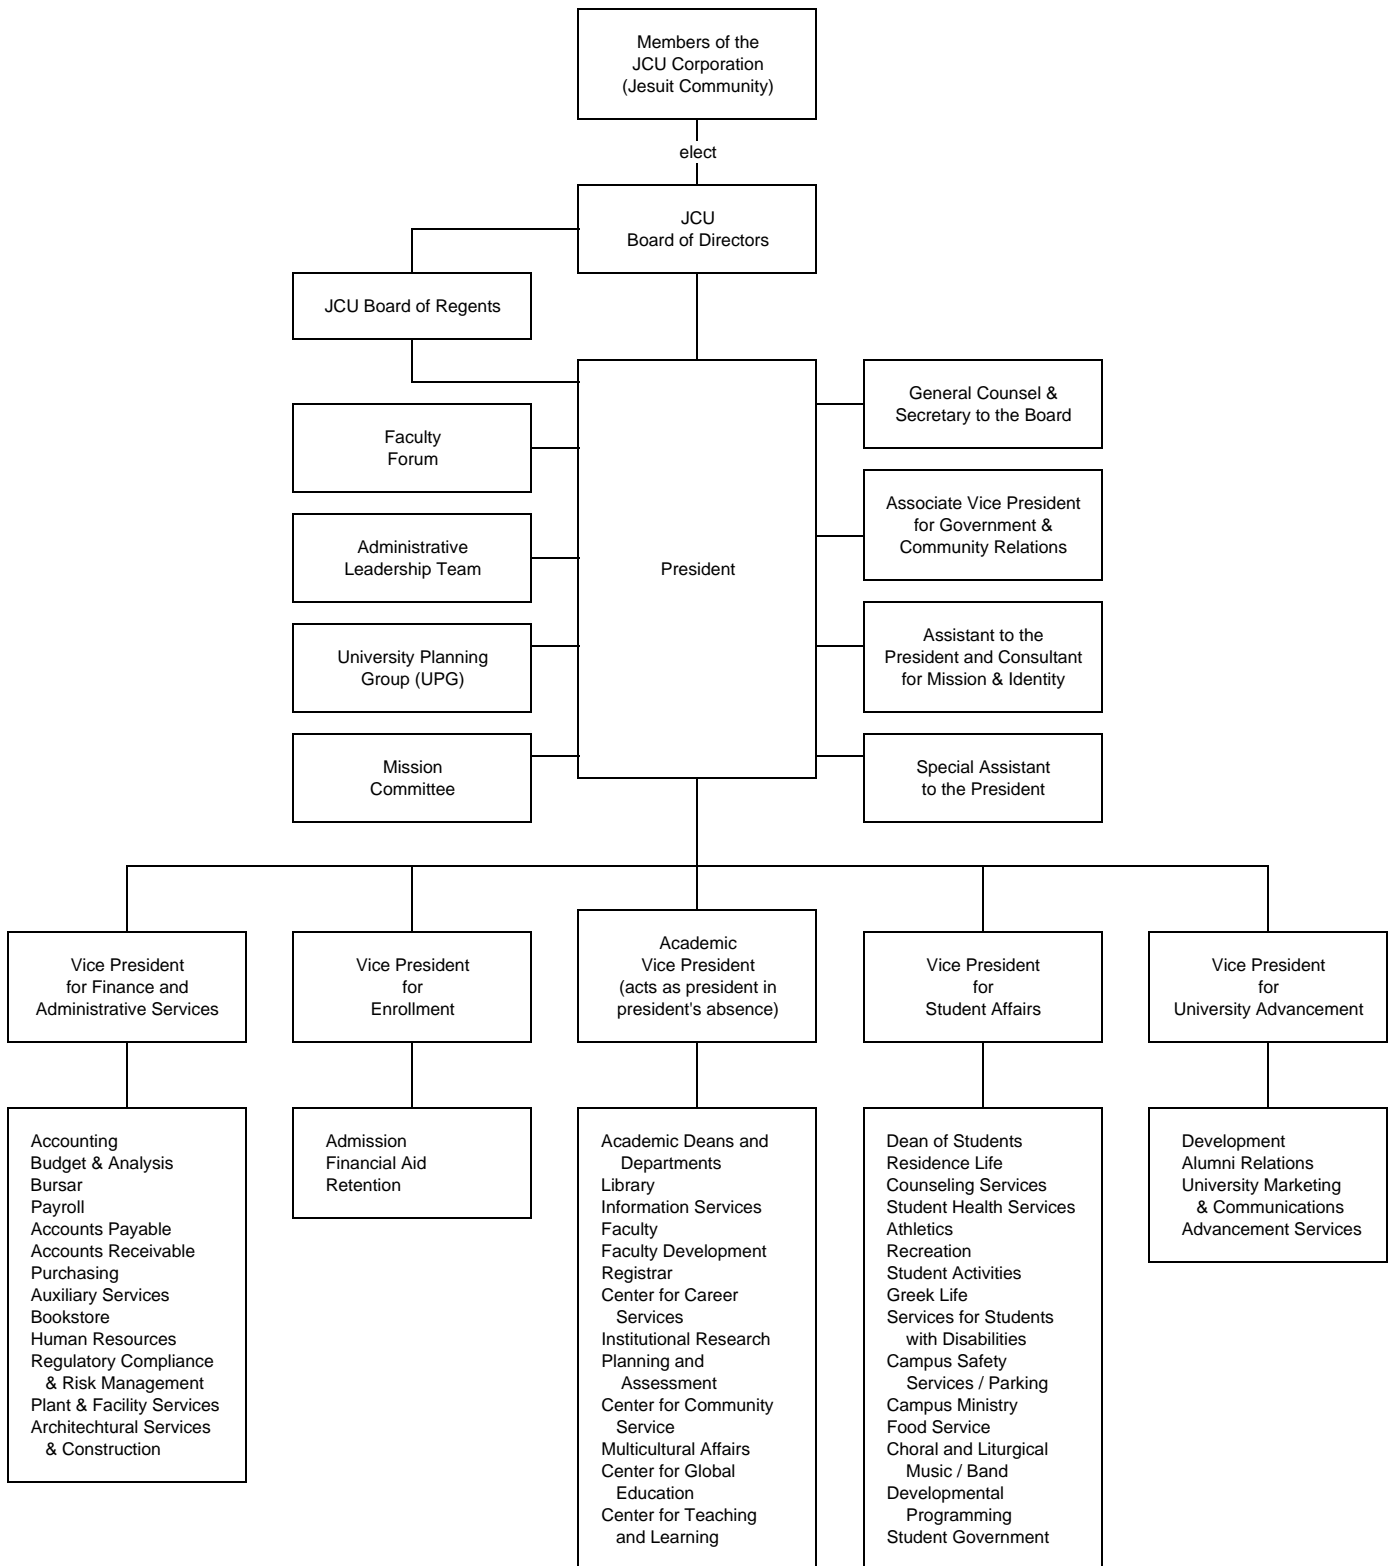 Members of the
JCU Corporation
(Jesuit Community)
elect
JCU
Board of Directors
JCU Board of Regents
Faculty
Forum
Administrative
Leadership Team
University Planning
Group (UPG)
Mission
Committee
President
General Counsel &
Secretary to the Board
Associate Vice President
for Government &
Community Relations
Assistant to the
President and Consultant
for Mission & Identity
Special Assistant
to the President
Vice President
for Finance and
Administrative Services
Vice President
for
Enrollment
Academic
Vice President
(acts as president in
president's absence)
Vice President
for
Student Affairs
Vice President
for
University Advancement
Accounting
Budget & Analysis
Bursar
Payroll
Accounts Payable
Accounts Receivable
Purchasing
Auxiliary Services
Bookstore
Human Resources
Regulatory Compliance
& Risk Management
Plant & Facility Services
Architechtural Services
& Construction
Admission
Financial Aid
Retention
Academic Deans and
Departments
Library
Information Services
Faculty
Faculty Development
Registrar
Center for Career
Services
Institutional Research
Planning and
Assessment
Center for Community
Service
Multicultural Affairs
Center for Global
Education
Center for Teaching
and Learning
Dean of Students
Residence Life
Counseling Services
Student Health Services
Athletics
Recreation
Student Activities
Greek Life
Services for Students
with Disabilities
Campus Safety
Services / Parking
Campus Ministry
Food Service
Choral and Liturgical
Music / Band
Developmental
Programming
Student Government
Development
Alumni Relations
University Marketing
& Communications
Advancement Services